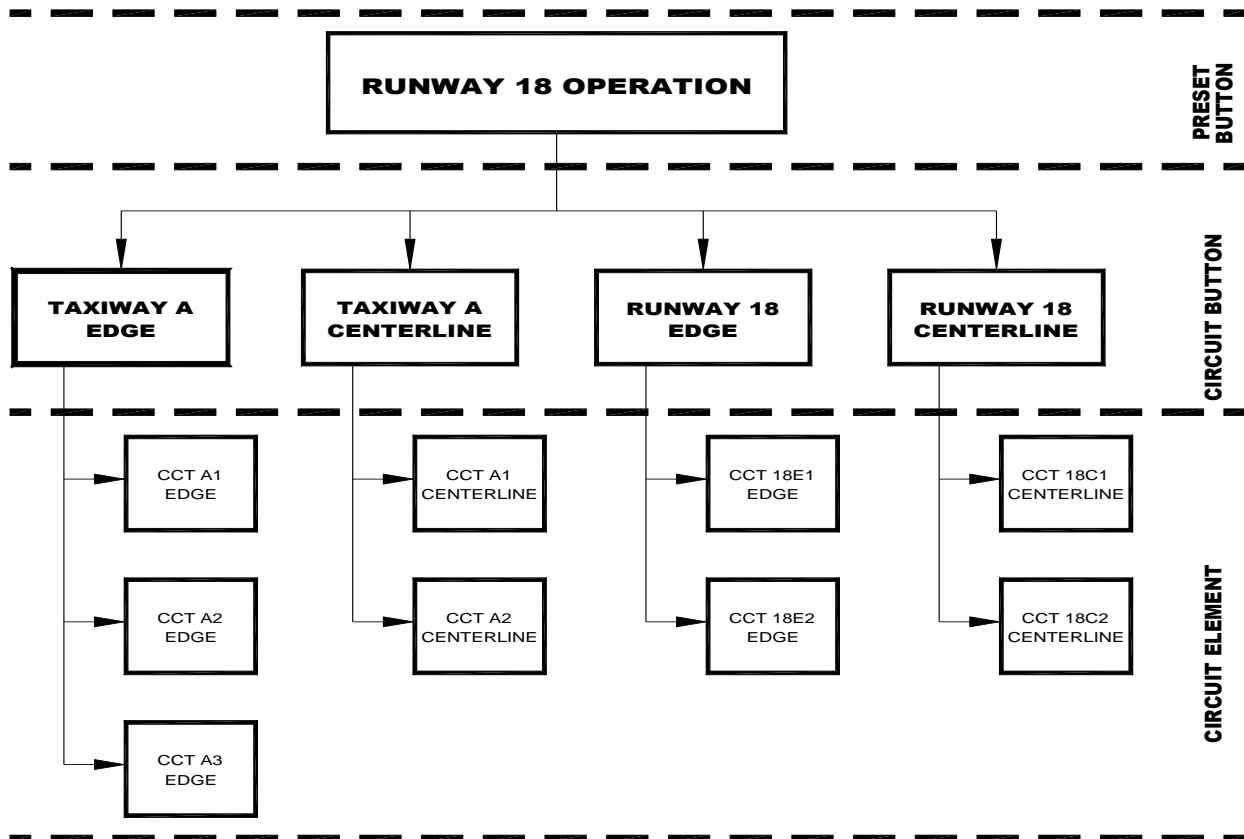 RUNWAY 18 OPERATION
PRESET
BUTTON
TAXIWAY A
EDGE
TAXIWAY A
CENTERLINE
RUNWAY 18
EDGE
RUNWAY 18
CENTERLINE
CIRCUIT BUTTON
CCT A1
EDGE
CCT A1
CENTERLINE
CCT 18E1
EDGE
CCT 18C1
CENTERLINE
CCT A2
EDGE
CCT A2
CENTERLINE
CCT 18E2
EDGE
CCT 18C2
CENTERLINE
CCT A3
EDGE
CIRCUIT ELEMENT